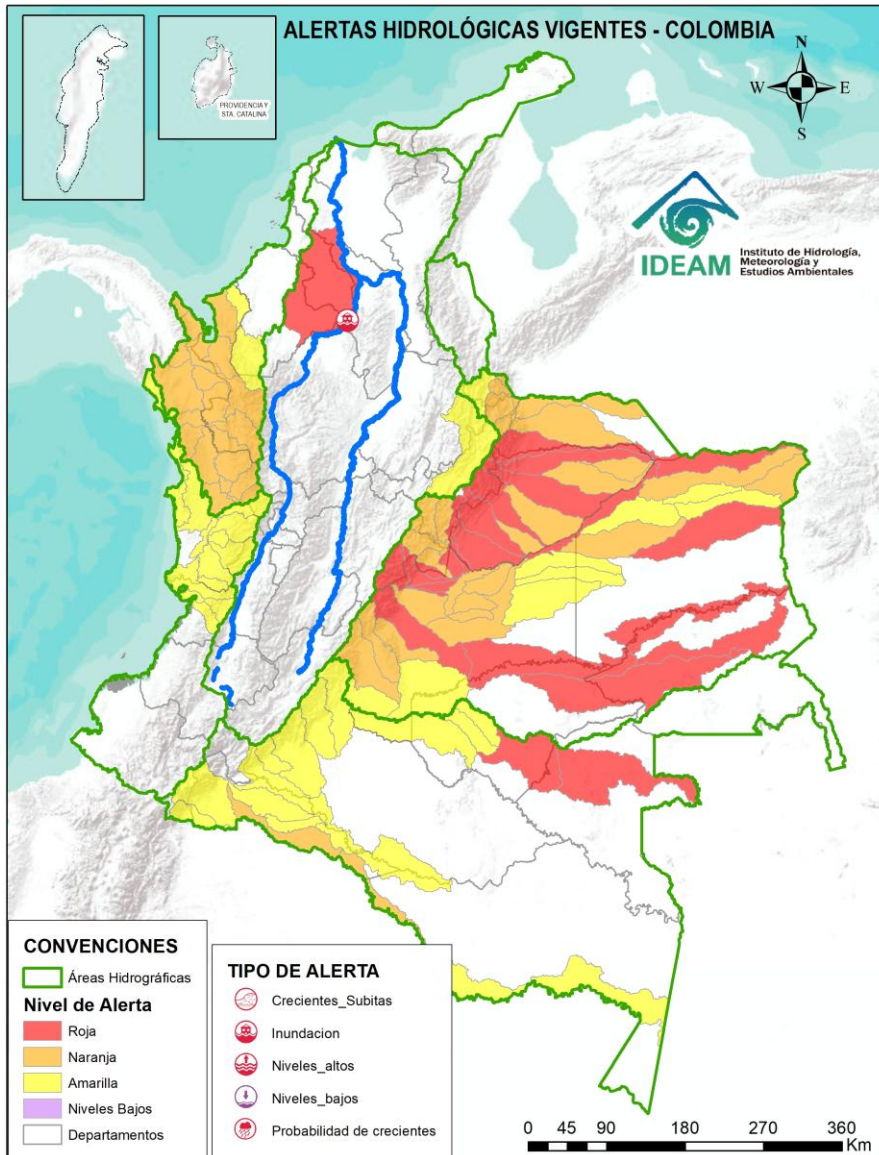 ALERTAS HIDROLÓGICAS VIGENTES - COLOMBIA
PROVIDENCIA Y
STA. CATALINA
N
W
E
S
IDEAM
Instituto de Hidrología,
Meteorología y
Estudios Ambientales
CONVENCIONES
Áreas Hidrográficas
Nivel de Alerta
Roja
Naranja
Amarilla
Niveles Bajos
Departamentos
TIPO DE ALERTA
Crecientes_Subitas
Inundacion
Niveles_altos
Niveles_bajos
Probabilidad de crecientes
0 45 90 180 270 360
Km